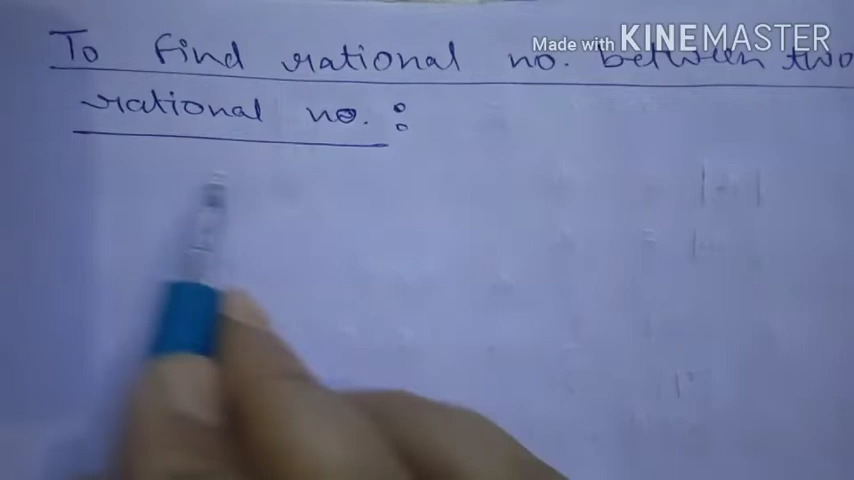 Made with KINEMASTER
To Find rational no. between two
rational no. :